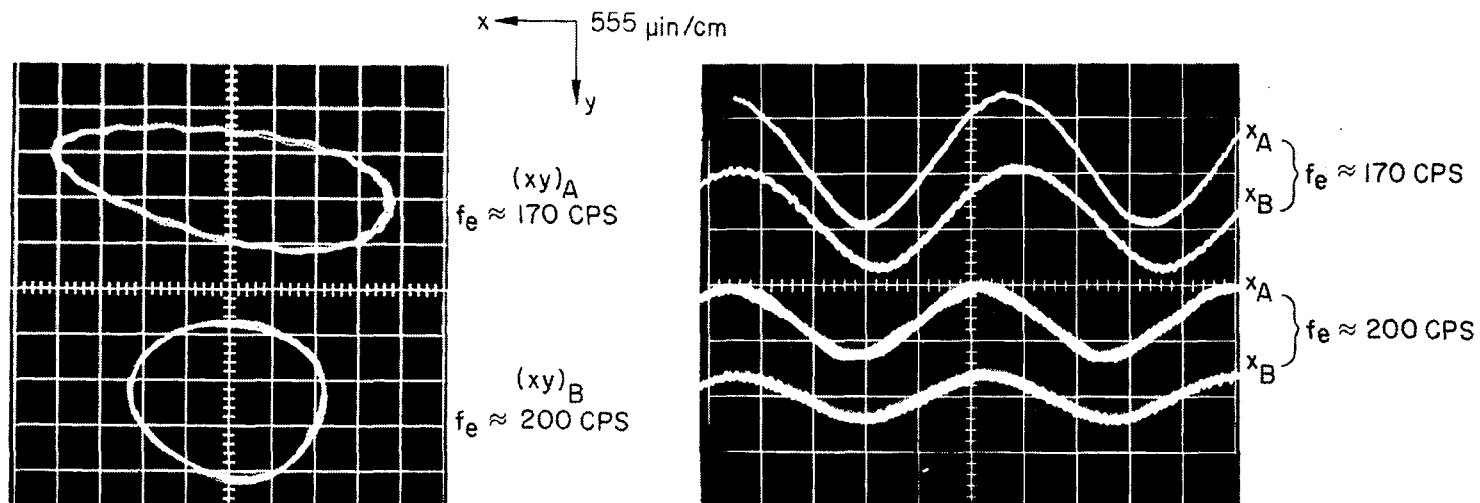 x
555 μin/cm
y
(xy)A
fe ≈ 170 CPS
(xy)B
fe ≈ 200 CPS
xA
xB
fe ≈ 170 CPS
xA
xB
fe ≈ 200 CPS